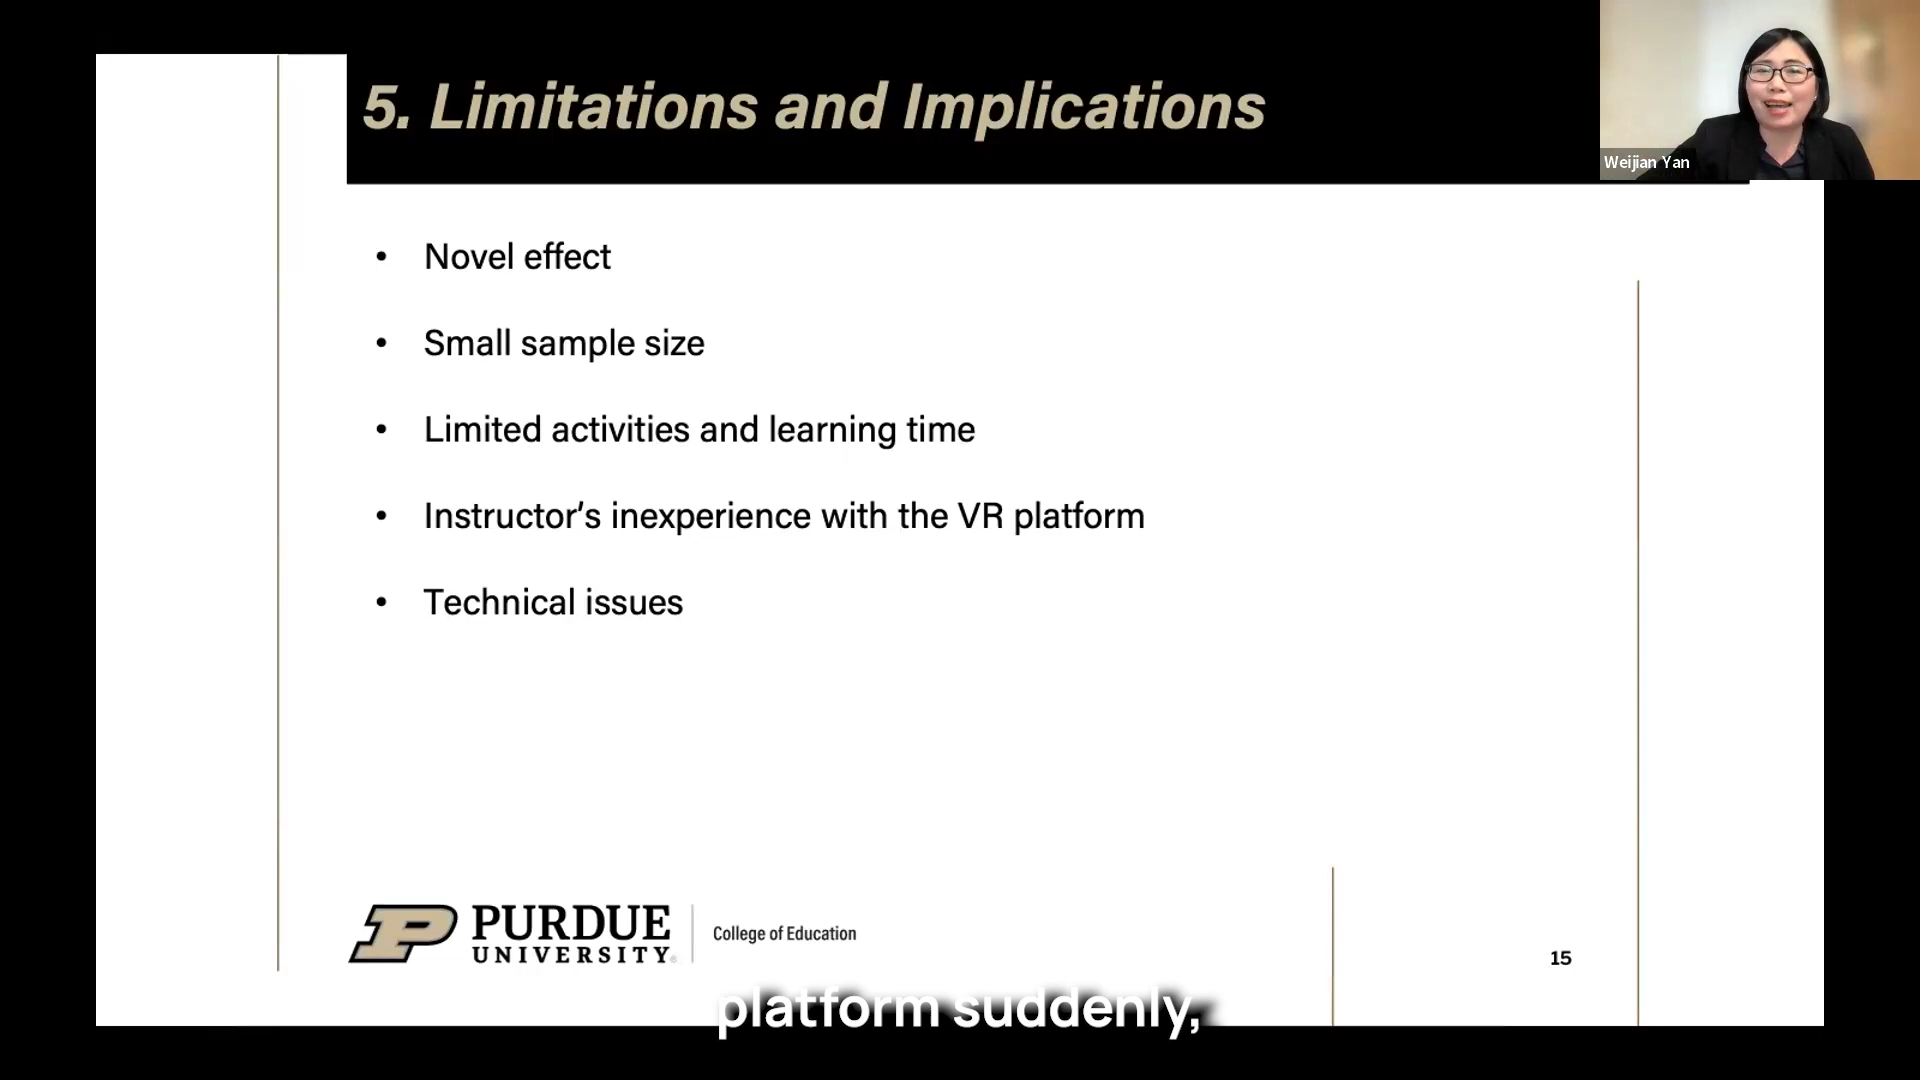 5. Limitations and Implications
Weijian Yan
• Novel effect
• Small sample size
• Limited activities and learning time
• Instructor’s inexperience with the VR platform
• Technical issues
PURDUE
UNIVERSITY®
College of Education
15
platform suddenly,